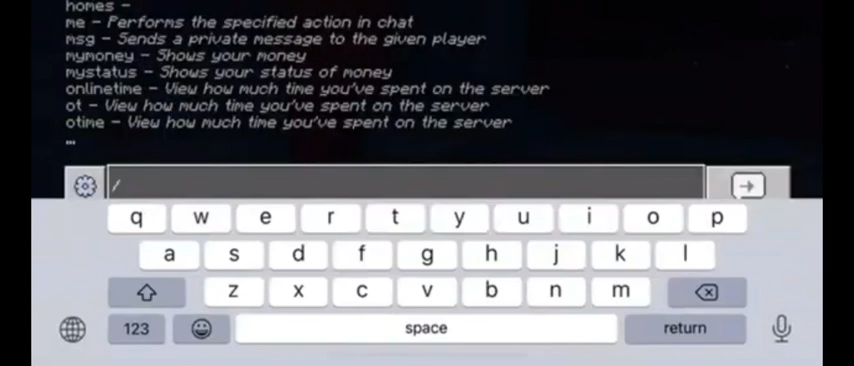 homes -
me - Performs the specified action in chat
msg - Sends a private message to the given player
mymoney - Shows your money
mystatus - Shows your status of money
onlinetime - View how much time you've spent on the server
ot - View how much time you've spent on the server
otime - View how much time you've spent on the server
...
/
q w e r t y u i o p
a s d f g h j k l
z x c v b n m
123 space return